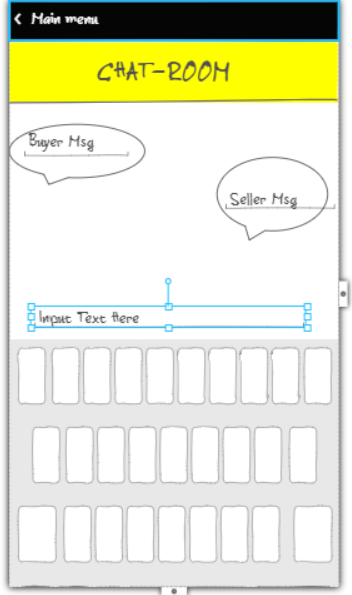 Main menu
CHAT-ROOM
Buyer Msg
Seller Msg
Input Text Here